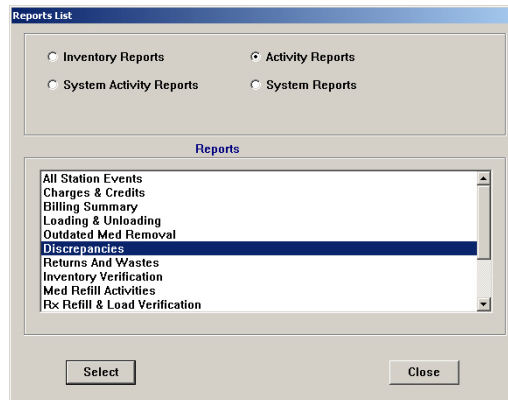 Reports List
Inventory Reports
Activity Reports
System Activity Reports
System Reports
Reports
All Station Events
Charges & Credits
Billing Summary
Loading & Unloading
Outdated Med Removal
Discrepancies
Returns And Wastes
Inventory Verification
Med Refill Activities
Rx Refill & Load Verification
Select
Close